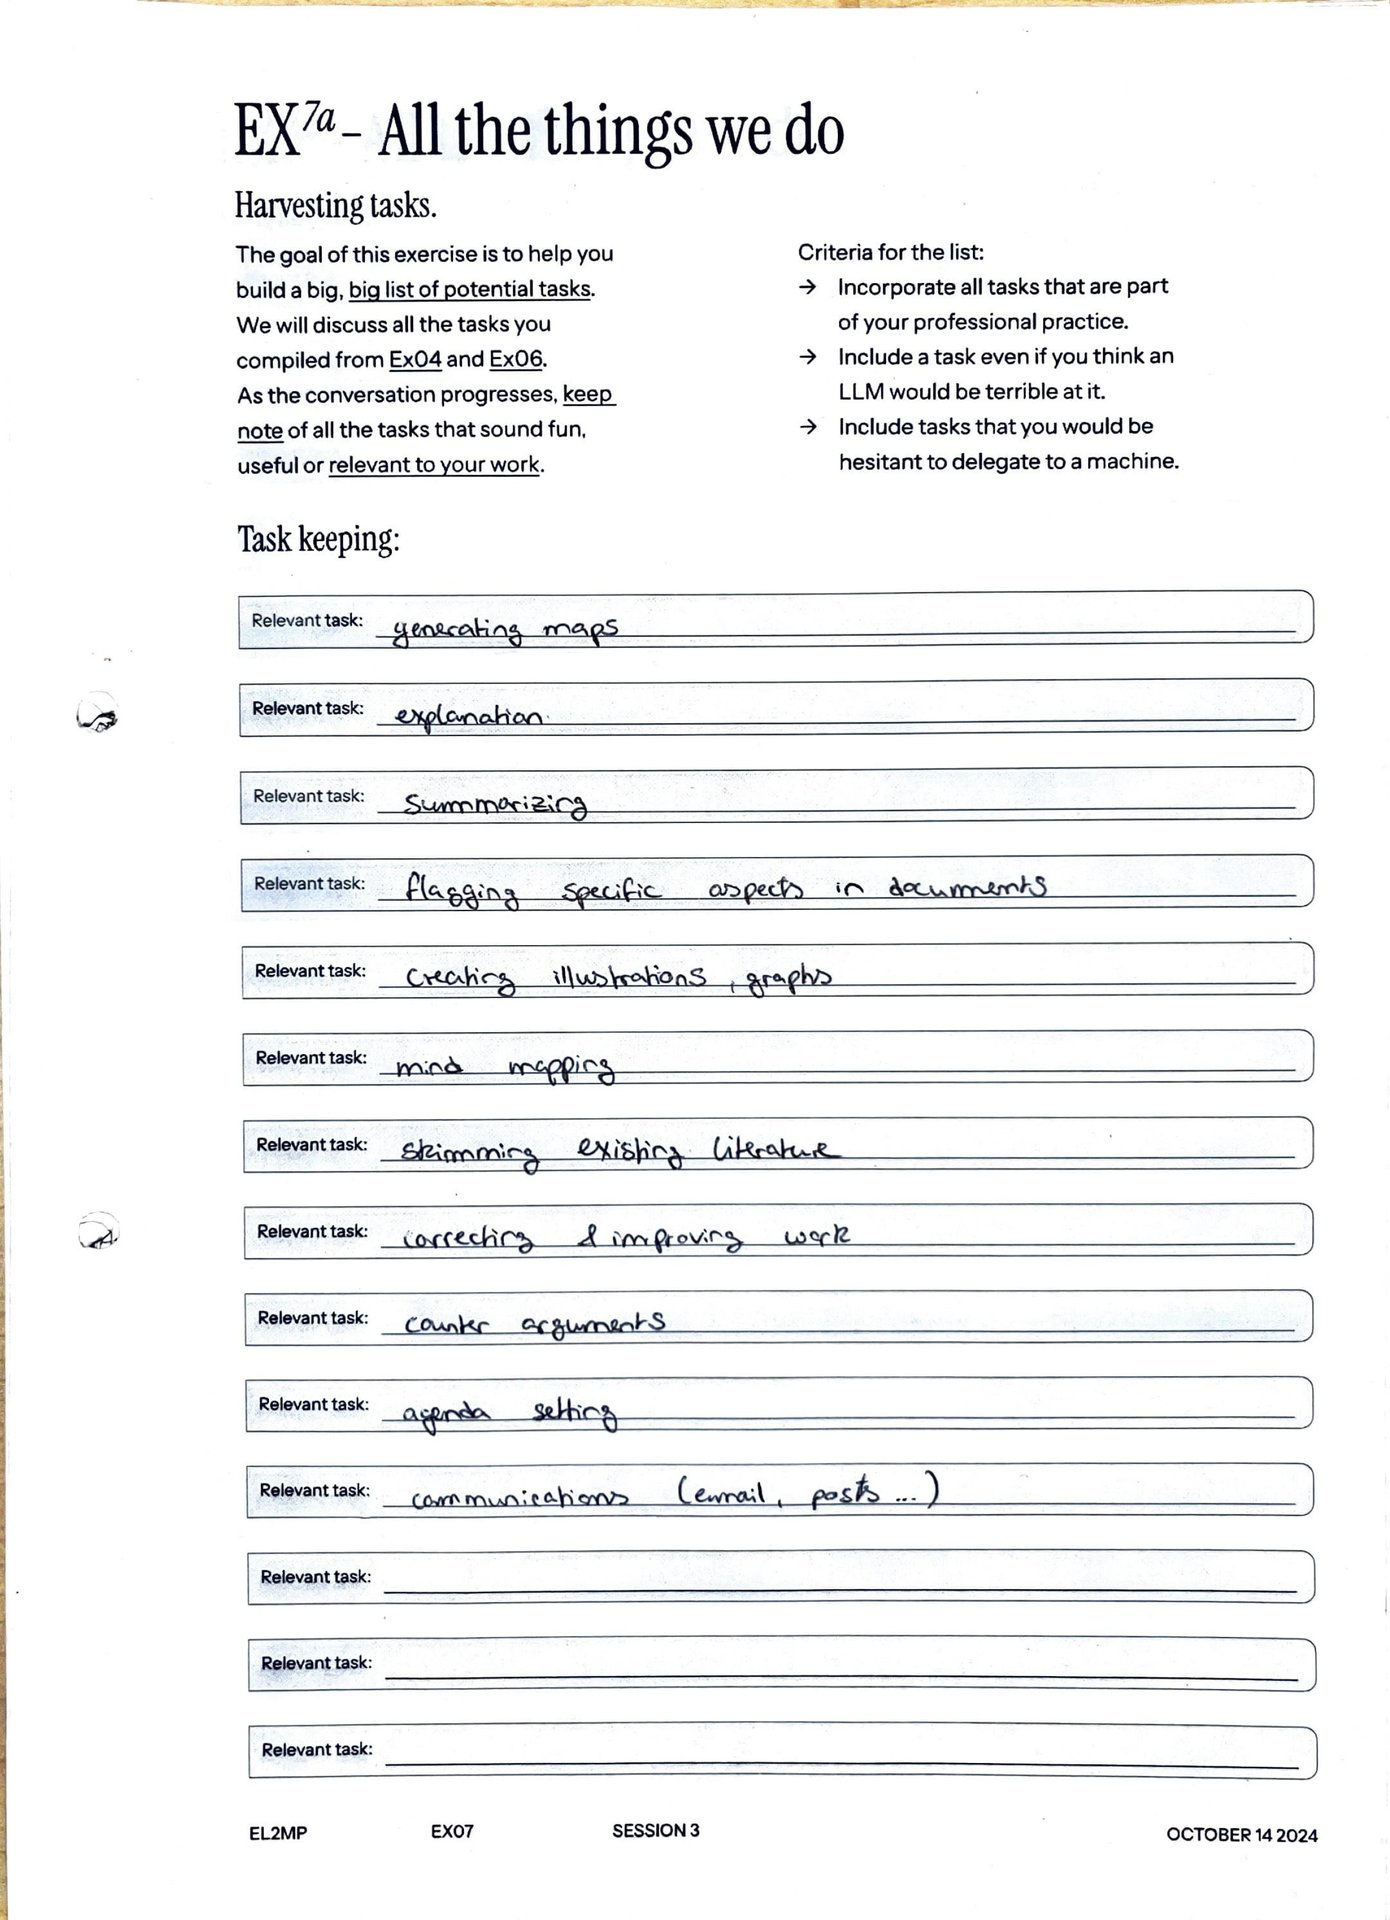 EX7a – All the things we do
Harvesting tasks.
The goal of this exercise is to help you
build a big, big list of potential tasks.
We will discuss all the tasks you
compiled from Ex04 and Ex06.
As the conversation progresses, keep
note of all the tasks that sound fun,
useful or relevant to your work.
Criteria for the list:
→ Incorporate all tasks that are part
of your professional practice.
→ Include a task even if you think an
LLM would be terrible at it.
→ Include tasks that you would be
hesitant to delegate to a machine.
Task keeping:
Relevant task: generating maps
Relevant task: explanation
Relevant task: Summarizing
Relevant task: flagging specific aspects in documents
Relevant task: creating illustrations, graphs
Relevant task: mind mapping
Relevant task: skimming existing literature
Relevant task: correcting & improving work
Relevant task: counter arguments
Relevant task: agenda setting
Relevant task: communications (email, posts ...)
Relevant task:
Relevant task:
Relevant task:
EL2MP EX07 SESSION 3 OCTOBER 14 2024